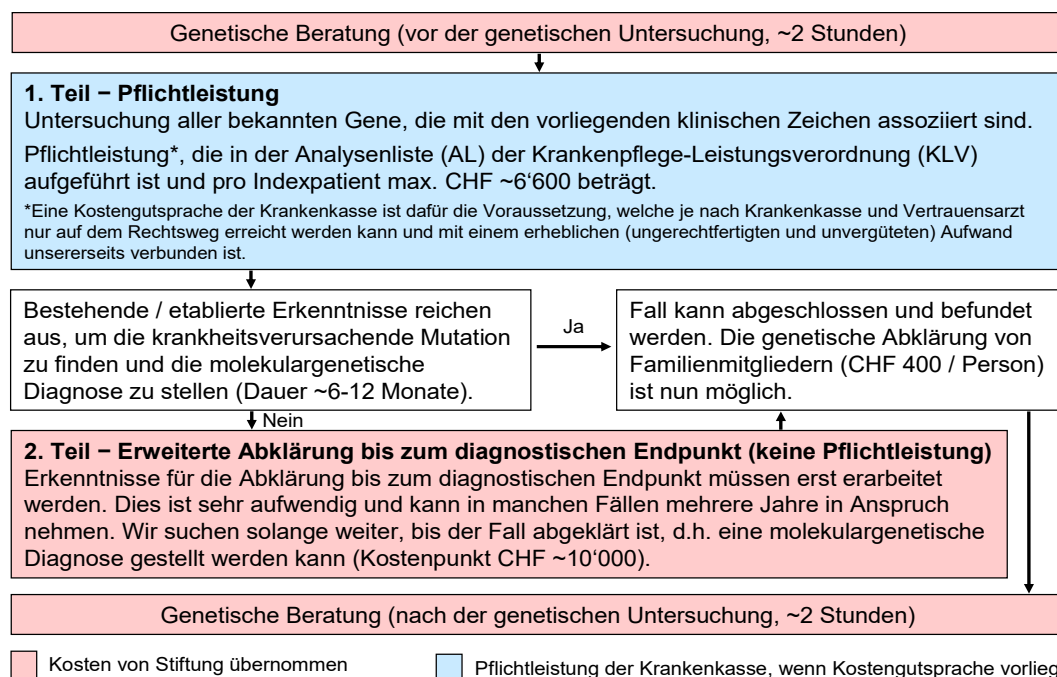 Genetische Beratung (vor der genetischen Untersuchung, ~2 Stunden)
1. Teil − Pflichtleistung
Untersuchung aller bekannten Gene, die mit den vorliegenden klinischen Zeichen assoziiert sind.
Pflichtleistung*, die in der Analysenliste (AL) der Krankenpflege-Leistungsverordnung (KLV)
aufgeführt ist und pro Indexpatient max. CHF ~6‘600 beträgt.
*Eine Kostengutsprache der Krankenkasse ist dafür die Voraussetzung, welche je nach Krankenkasse und Vertrauensarzt
nur auf dem Rechtsweg erreicht werden kann und mit einem erheblichen (ungerechtfertigten und unvergüteten) Aufwand
unsererseits verbunden ist.
Bestehende / etablierte Erkenntnisse reichen
aus, um die krankheitsverursachende Mutation
zu finden und die molekulargenetische
Diagnose zu stellen (Dauer ~6-12 Monate).
Ja
Fall kann abgeschlossen und befundet
werden. Die genetische Abklärung von
Familienmitgliedern (CHF 400 / Person)
ist nun möglich.
Nein
2. Teil − Erweiterte Abklärung bis zum diagnostischen Endpunkt (keine Pflichtleistung)
Erkenntnisse für die Abklärung bis zum diagnostischen Endpunkt müssen erst erarbeitet
werden. Dies ist sehr aufwendig und kann in manchen Fällen mehrere Jahre in Anspruch
nehmen. Wir suchen solange weiter, bis der Fall abgeklärt ist, d.h. eine molekulargenetische
Diagnose gestellt werden kann (Kostenpunkt CHF ~10‘000).
Genetische Beratung (nach der genetischen Untersuchung, ~2 Stunden)
Kosten von Stiftung übernommen
Pflichtleistung der Krankenkasse, wenn Kostengutsprache vorlieg